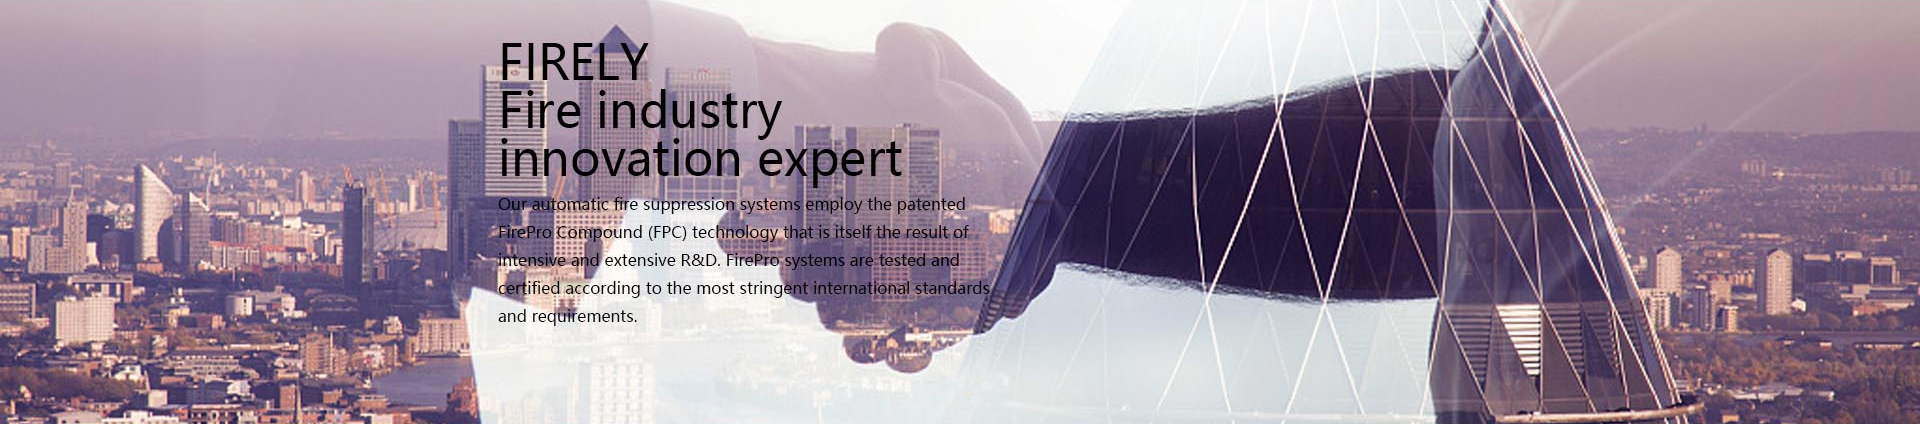 FIRELY
Fire industry
innovation expert
Our automatic fire suppression systems employ the patented
FirePro Compound (FPC) technology that is itself the result of
intensive and extensive R&D. FirePro systems are tested and
certified according to the most stringent international standards
and requirements.